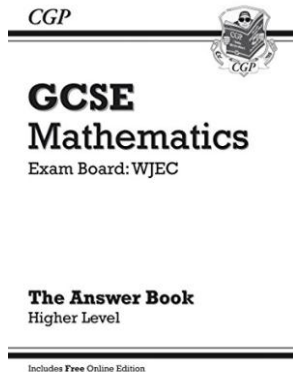 CGP
CGP
GCSE
Mathematics
Exam Board: WJEC
The Answer Book
Higher Level
Includes Free Online Edition